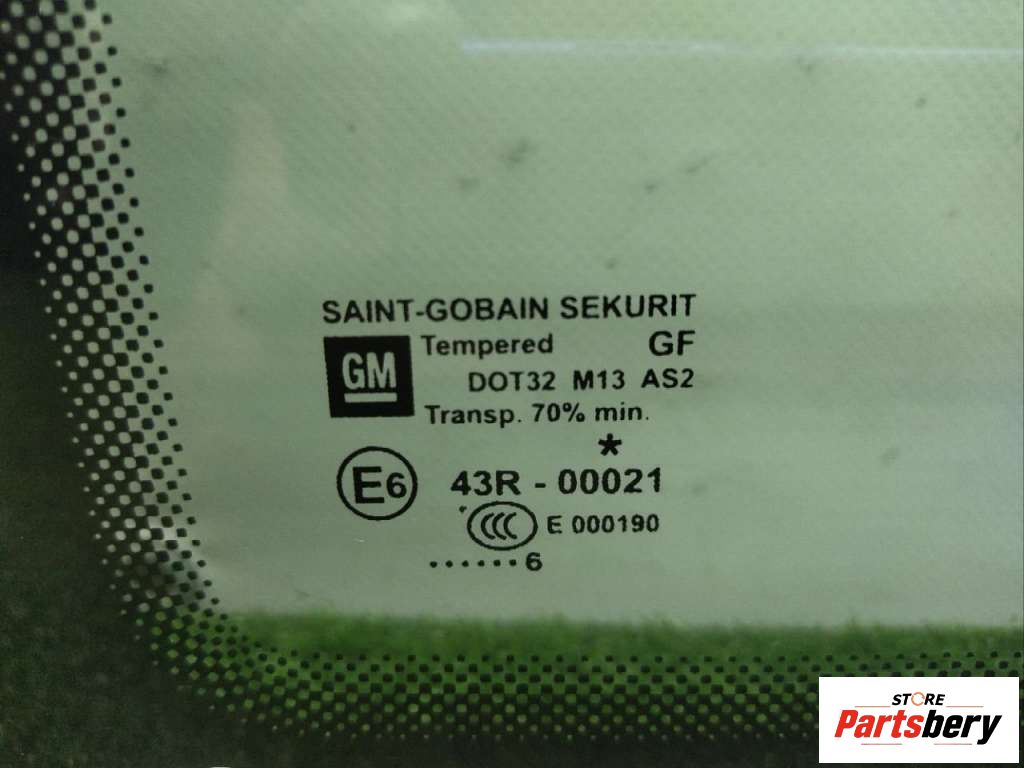 SAINT-GOBAIN SEKURIT
GM
Tempered GF
DOT32 M13 AS2
Transp. 70% min.
*
E6 43R - 00021
CCC E 000190
. . . . . . . 6
STORE
Partsbery